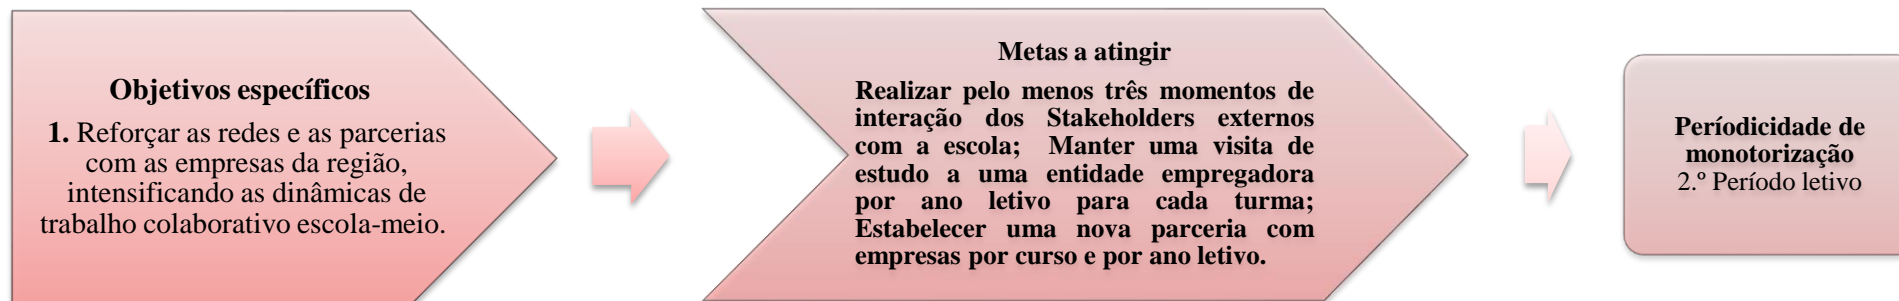 Objetivos específicos
1. Reforçar as redes e as parcerias
com as empresas da região,
intensificando as dinâmicas de
trabalho colaborativo escola-meio.
Metas a atingir
Realizar pelo menos três momentos de
interação dos Stakeholders externos
com a escola; Manter uma visita de
estudo a uma entidade empregadora
por ano letivo para cada turma;
Estabelecer uma nova parceria com
empresas por curso e por ano letivo.
Períodicidade de
monotorização
2.º Período letivo